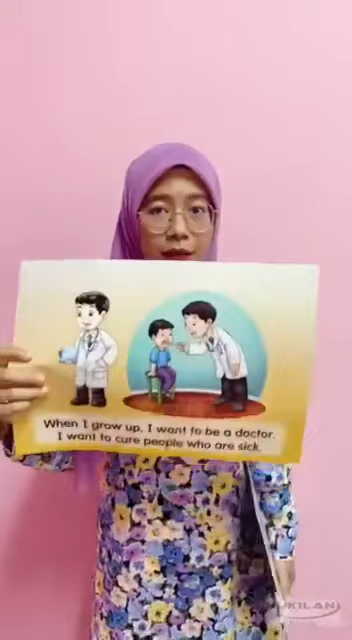 When I grow up, I want to be a doctor.
I want to cure people who are sick.